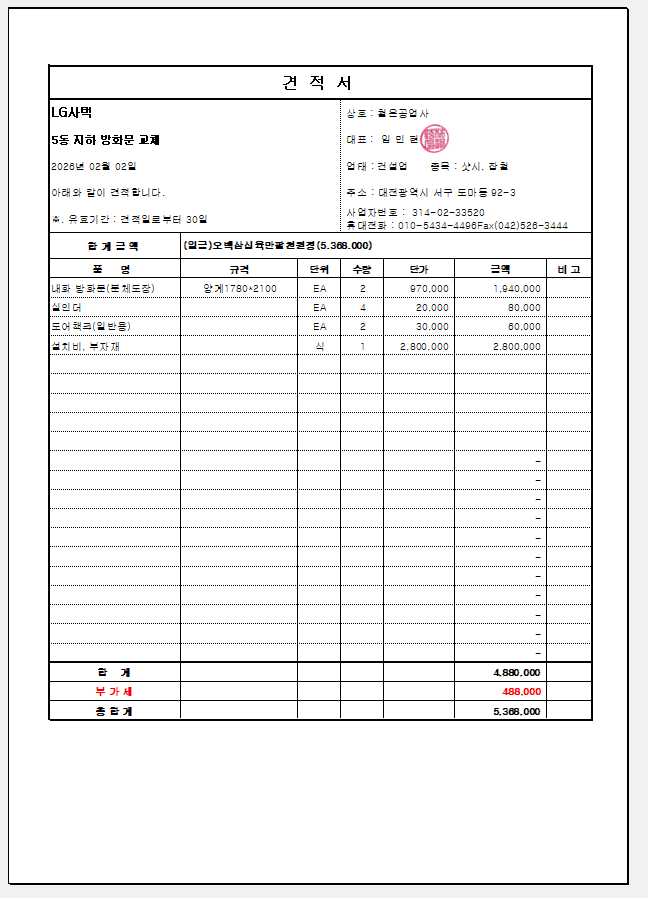 견 적 서
LG사택
5동 지하 방화문 교체
2026년 02월 02일
아래와 같이 견적합니다.
※. 유효기간 : 견적일로부터 30일
상호 : 철은공업사
대표 : 임 민 현
업태 : 건설업 종목 : 샷시, 잡철
주소 : 대전광역시 서구 도마동 92-3
사업자번호 : 314-02-33520
휴대전화 : 010-5434-4496Fax(042)526-3444
합 계 금 액 (일금)오백삼십육만팔천원정(5,368,000)
품 명 규격 단위 수량 단가 금액 비 고
내화 방화문(분체도장) 양게1780*2100 EA 2 970,000 1,940,000
실린더 EA 4 20,000 80,000
도어체크(일반용) EA 2 30,000 60,000
설치비, 부자재 식 1 2,800,000 2,800,000
-
-
-
-
-
-
-
-
-
-
-
합 계 4,880,000
부 가 세 488,000
총 합 계 5,368,000